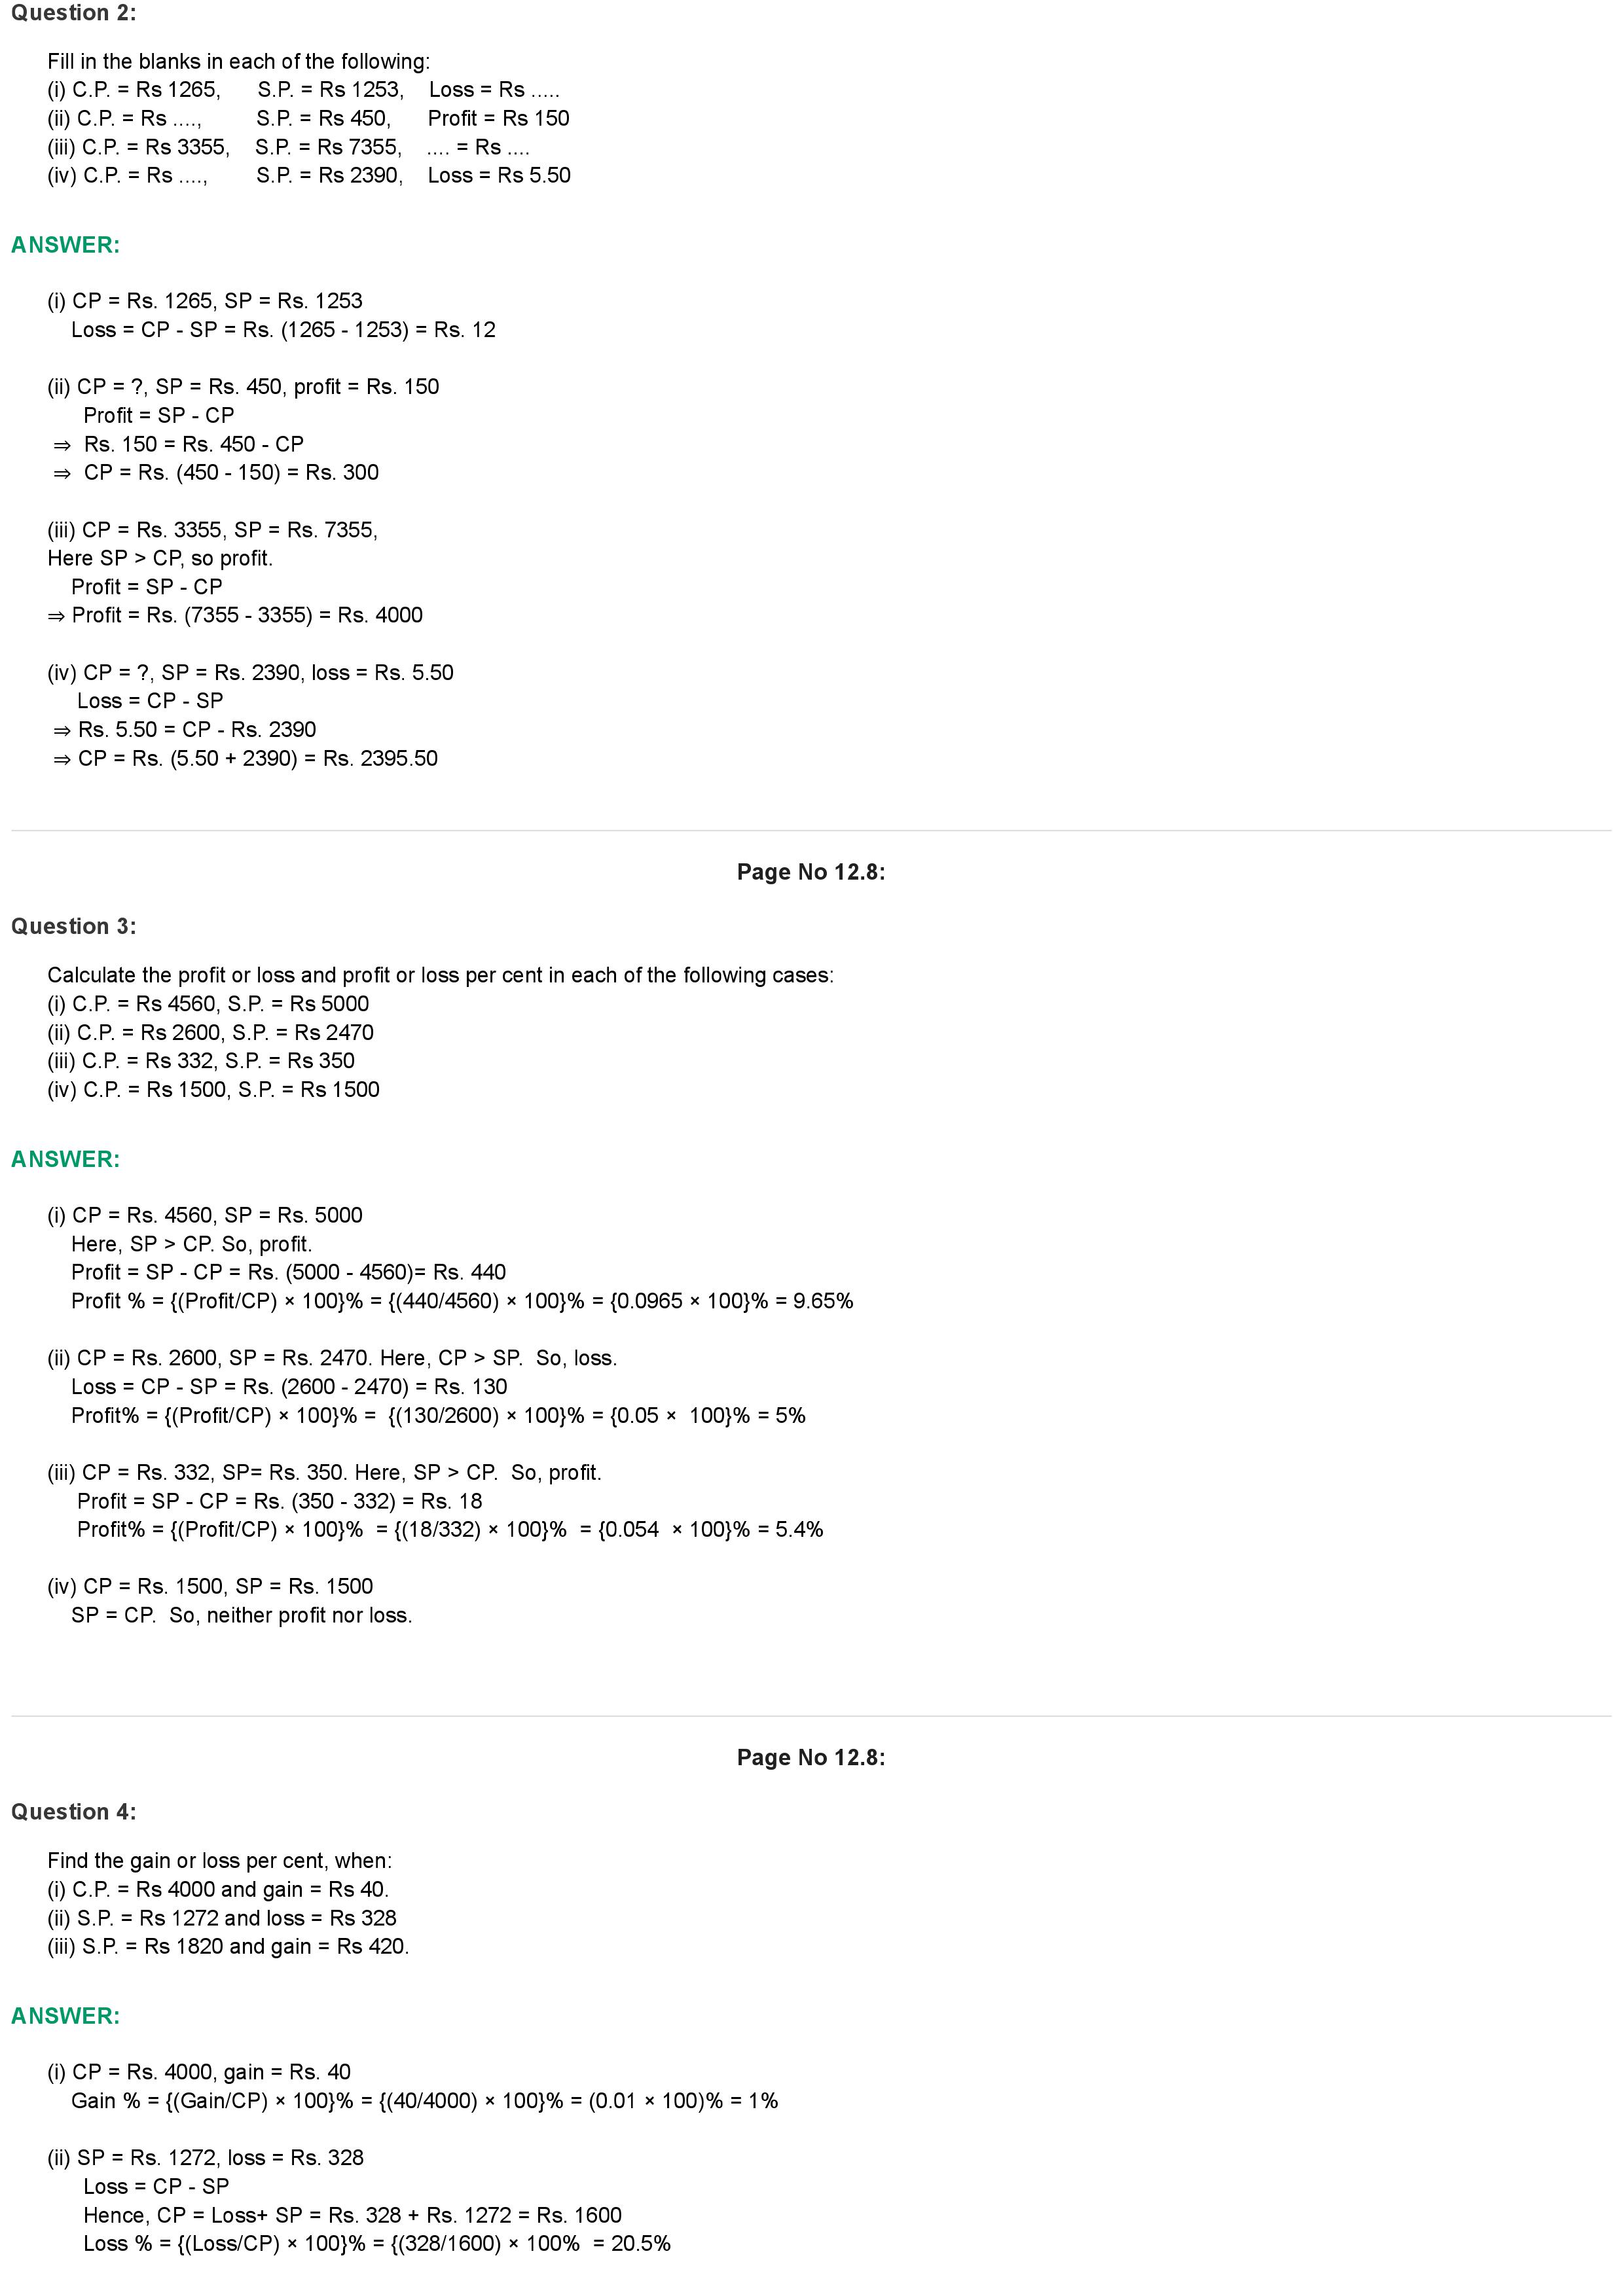 Question 2:
Fill in the blanks in each of the following:
(i) C.P. = Rs 1265, S.P. = Rs 1253, Loss = Rs .....
(ii) C.P. = Rs ...., S.P. = Rs 450, Profit = Rs 150
(iii) C.P. = Rs 3355, S.P. = Rs 7355, .... = Rs ....
(iv) C.P. = Rs ...., S.P. = Rs 2390, Loss = Rs 5.50
ANSWER:
(i) CP = Rs. 1265, SP = Rs. 1253
Loss = CP - SP = Rs. (1265 - 1253) = Rs. 12
(ii) CP = ?, SP = Rs. 450, profit = Rs. 150
Profit = SP - CP
⇒ Rs. 150 = Rs. 450 - CP
⇒ CP = Rs. (450 - 150) = Rs. 300
(iii) CP = Rs. 3355, SP = Rs. 7355,
Here SP > CP, so profit.
Profit = SP - CP
⇒ Profit = Rs. (7355 - 3355) = Rs. 4000
(iv) CP = ?, SP = Rs. 2390, loss = Rs. 5.50
Loss = CP - SP
⇒ Rs. 5.50 = CP - Rs. 2390
⇒ CP = Rs. (5.50 + 2390) = Rs. 2395.50
Page No 12.8:
Question 3:
Calculate the profit or loss and profit or loss per cent in each of the following cases:
(i) C.P. = Rs 4560, S.P. = Rs 5000
(ii) C.P. = Rs 2600, S.P. = Rs 2470
(iii) C.P. = Rs 332, S.P. = Rs 350
(iv) C.P. = Rs 1500, S.P. = Rs 1500
ANSWER:
(i) CP = Rs. 4560, SP = Rs. 5000
Here, SP > CP. So, profit.
Profit = SP - CP = Rs. (5000 - 4560)= Rs. 440
Profit % = {(Profit/CP) × 100}% = {(440/4560) × 100}% = {0.0965 × 100}% = 9.65%
(ii) CP = Rs. 2600, SP = Rs. 2470. Here, CP > SP. So, loss.
Loss = CP - SP = Rs. (2600 - 2470) = Rs. 130
Profit% = {(Profit/CP) × 100}% = {(130/2600) × 100}% = {0.05 × 100}% = 5%
(iii) CP = Rs. 332, SP= Rs. 350. Here, SP > CP. So, profit.
Profit = SP - CP = Rs. (350 - 332) = Rs. 18
Profit% = {(Profit/CP) × 100}% = {(18/332) × 100}% = {0.054 × 100}% = 5.4%
(iv) CP = Rs. 1500, SP = Rs. 1500
SP = CP. So, neither profit nor loss.
Page No 12.8:
Question 4:
Find the gain or loss per cent, when:
(i) C.P. = Rs 4000 and gain = Rs 40.
(ii) S.P. = Rs 1272 and loss = Rs 328
(iii) S.P. = Rs 1820 and gain = Rs 420.
ANSWER:
(i) CP = Rs. 4000, gain = Rs. 40
Gain % = {(Gain/CP) × 100}% = {(40/4000) × 100}% = (0.01 × 100)% = 1%
(ii) SP = Rs. 1272, loss = Rs. 328
Loss = CP - SP
Hence, CP = Loss+ SP = Rs. 328 + Rs. 1272 = Rs. 1600
Loss % = {(Loss/CP) × 100}% = {(328/1600) × 100% = 20.5%